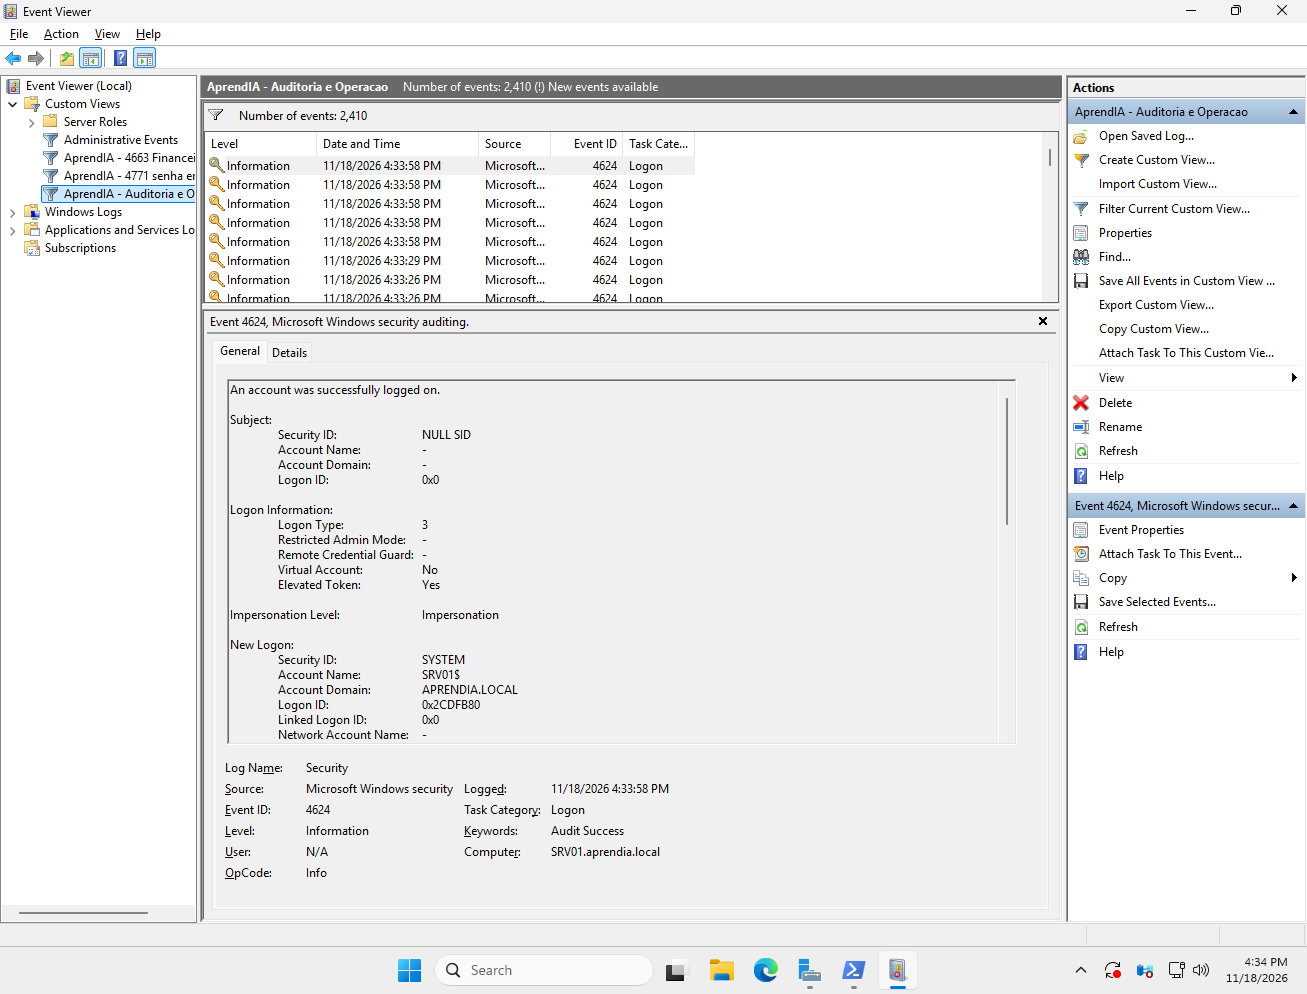 Event Viewer
File Action View Help
Event Viewer (Local)
Custom Views
Server Roles
Administrative Events
AprendIA - 4663 Financei
AprendIA - 4771 senha er
AprendIA - Auditoria e O
Windows Logs
Applications and Services Lo
Subscriptions
AprendIA - Auditoria e Operacao Number of events: 2,410 (!) New events available
Number of events: 2,410
Level Date and Time Source Event ID Task Cate...
Information 11/18/2026 4:33:58 PM Microsoft... 4624 Logon
Information 11/18/2026 4:33:58 PM Microsoft... 4624 Logon
Information 11/18/2026 4:33:58 PM Microsoft... 4624 Logon
Information 11/18/2026 4:33:58 PM Microsoft... 4624 Logon
Information 11/18/2026 4:33:58 PM Microsoft... 4624 Logon
Information 11/18/2026 4:33:29 PM Microsoft... 4624 Logon
Information 11/18/2026 4:33:26 PM Microsoft... 4624 Logon
Information 11/18/2026 4:33:26 PM Microsoft... 4624 Logon
Event 4624, Microsoft Windows security auditing.
General Details
An account was successfully logged on.
Subject:
Security ID: NULL SID
Account Name: -
Account Domain: -
Logon ID: 0x0
Logon Information:
Logon Type: 3
Restricted Admin Mode: -
Remote Credential Guard: -
Virtual Account: No
Elevated Token: Yes
Impersonation Level: Impersonation
New Logon:
Security ID: SYSTEM
Account Name: SRV01$
Account Domain: APRENDIA.LOCAL
Logon ID: 0x2CDFB80
Linked Logon ID: 0x0
Network Account Name: -
Log Name: Security
Source: Microsoft Windows security Logged: 11/18/2026 4:33:58 PM
Event ID: 4624 Task Category: Logon
Level: Information Keywords: Audit Success
User: N/A Computer: SRV01.aprendia.local
OpCode: Info
Actions
AprendIA - Auditoria e Operacao
Open Saved Log...
Create Custom View...
Import Custom View...
Filter Current Custom View...
Properties
Find...
Save All Events in Custom View ...
Export Custom View...
Copy Custom View...
Attach Task To This Custom Vie...
View
Delete
Rename
Refresh
Help
Event 4624, Microsoft Windows secur...
Event Properties
Attach Task To This Event...
Copy
Save Selected Events...
Refresh
Help
Search
4:34 PM
11/18/2026